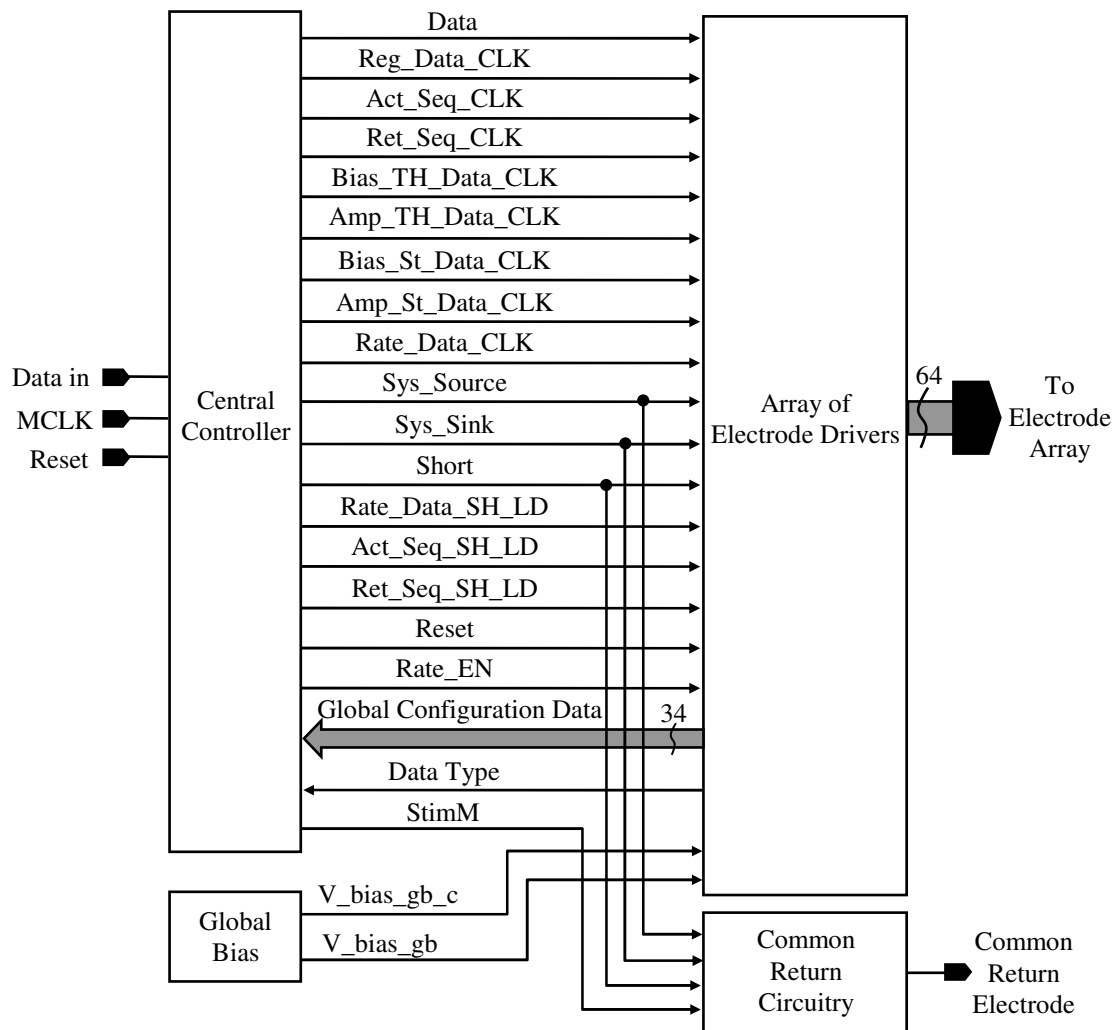 Data
Reg_Data_CLK
Act_Seq_CLK
Ret_Seq_CLK
Bias_TH_Data_CLK
Amp_TH_Data_CLK
Bias_St_Data_CLK
Amp_St_Data_CLK
Rate_Data_CLK
Sys_Source
Sys_Sink
Short
Rate_Data_SH_LD
Act_Seq_SH_LD
Ret_Seq_SH_LD
Reset
Rate_EN
Global Configuration Data
34
Data Type
StimM
Data in
MCLK
Reset
Central
Controller
Array of
Electrode Drivers
64
To
Electrode
Array
Global
Bias
V_bias_gb_c
V_bias_gb
Common
Return
Circuitry
Common
Return
Electrode